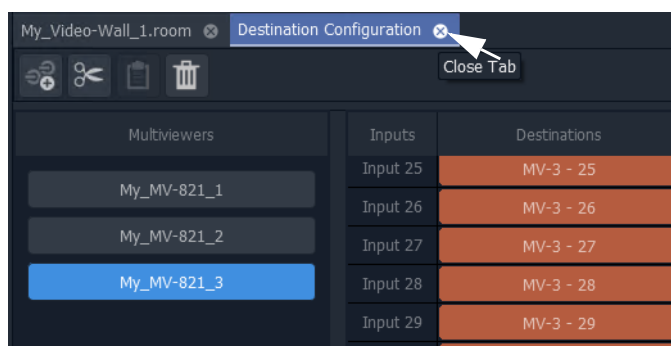 My_Video-Wall_1.room
Destination Configuration
Close Tab
Multiviewers
Inputs
Destinations
My_MV-821_1
My_MV-821_2
My_MV-821_3
Input 25
MV-3 - 25
Input 26
MV-3 - 26
Input 27
MV-3 - 27
Input 28
MV-3 - 28
Input 29
MV-3 - 29